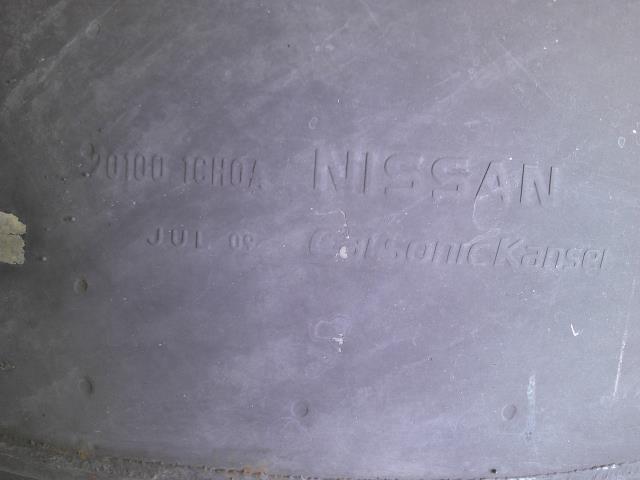 20100 1CH0A NISSAN
JUL 09 CalsonicKansei